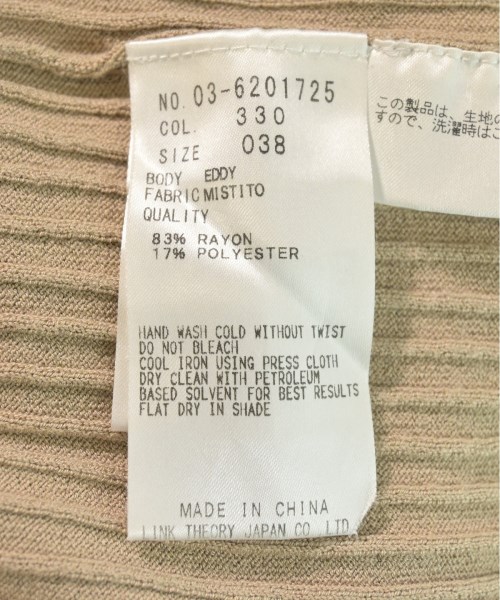 NO. 03-6201725
COL. 330
SIZE 038
BODY EDDY
FABRIC MISTITO
QUALITY
83% RAYON
17% POLYESTER
HAND WASH COLD WITHOUT TWIST
DO NOT BLEACH
COOL IRON USING PRESS CLOTH
DRY CLEAN WITH PETROLEUM
BASED SOLVENT FOR BEST RESULTS
FLAT DRY IN SHADE
MADE IN CHINA
LINK THEORY JAPAN CO. LTD.
この製品は、生地の
すので、洗濯時はこ